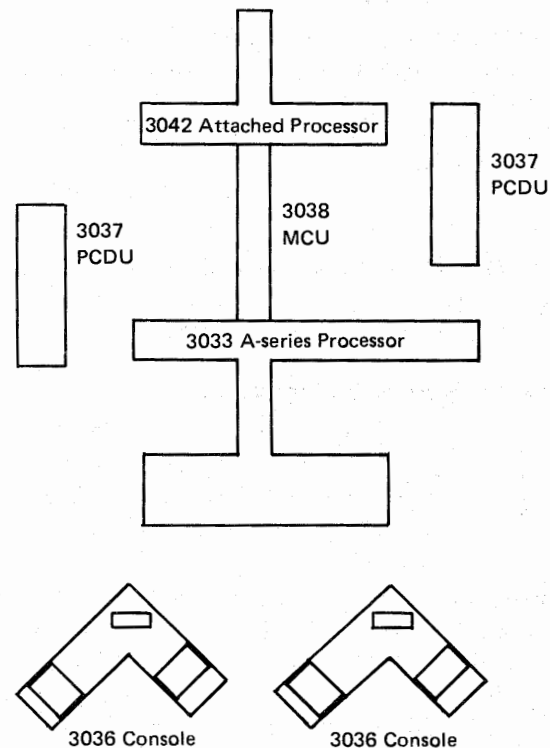 3042 Attached Processor
3037
PCDU
3037
PCDU
3038
MCU
3033 A-series Processor
3036 Console
3036 Console